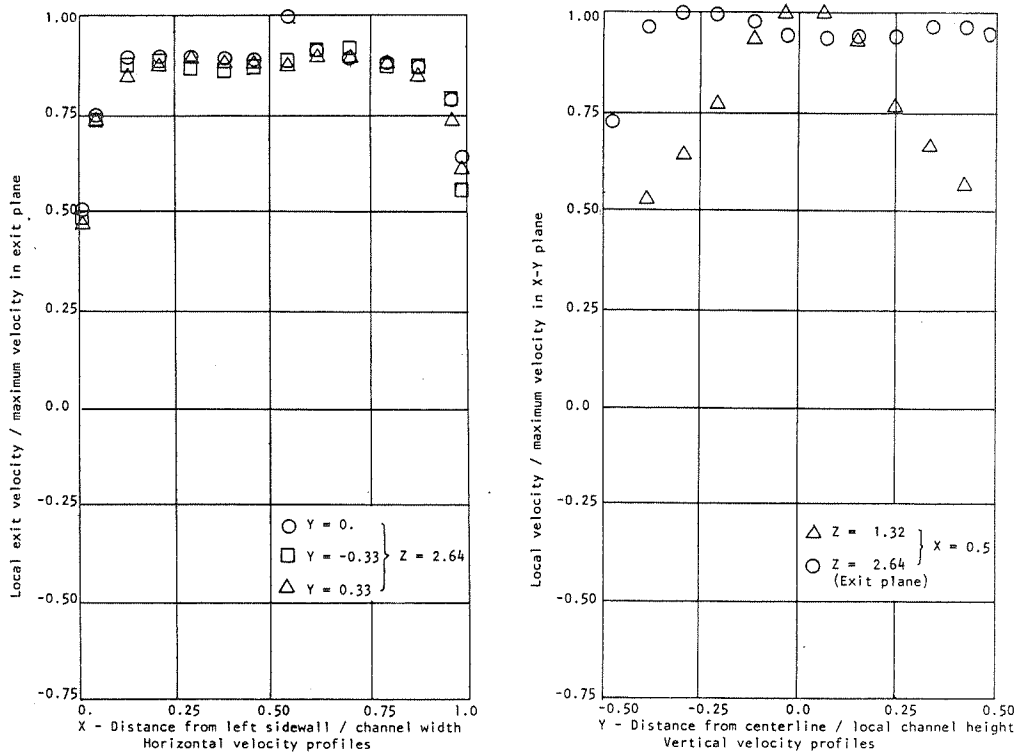 Local exit velocity / maximum velocity in exit plane
1.00
0.75
0.50
0.25
0.0
-0.25
-0.50
-0.75
Y = 0.
Y = -0.33
Y = 0.33
Z = 2.64
0.
0.25
0.50
0.75
1.0
X - Distance from left sidewall / channel width
Horizontal velocity profiles
Local velocity / maximum velocity in X-Y plane
1.00
0.75
0.50
0.25
0.0
-0.25
-0.50
-0.75
Z = 1.32
Z = 2.64
(Exit plane)
X = 0.5
-0.50
-0.25
0.0
0.25
0.50
Y - Distance from centerline / local channel height
Vertical velocity profiles